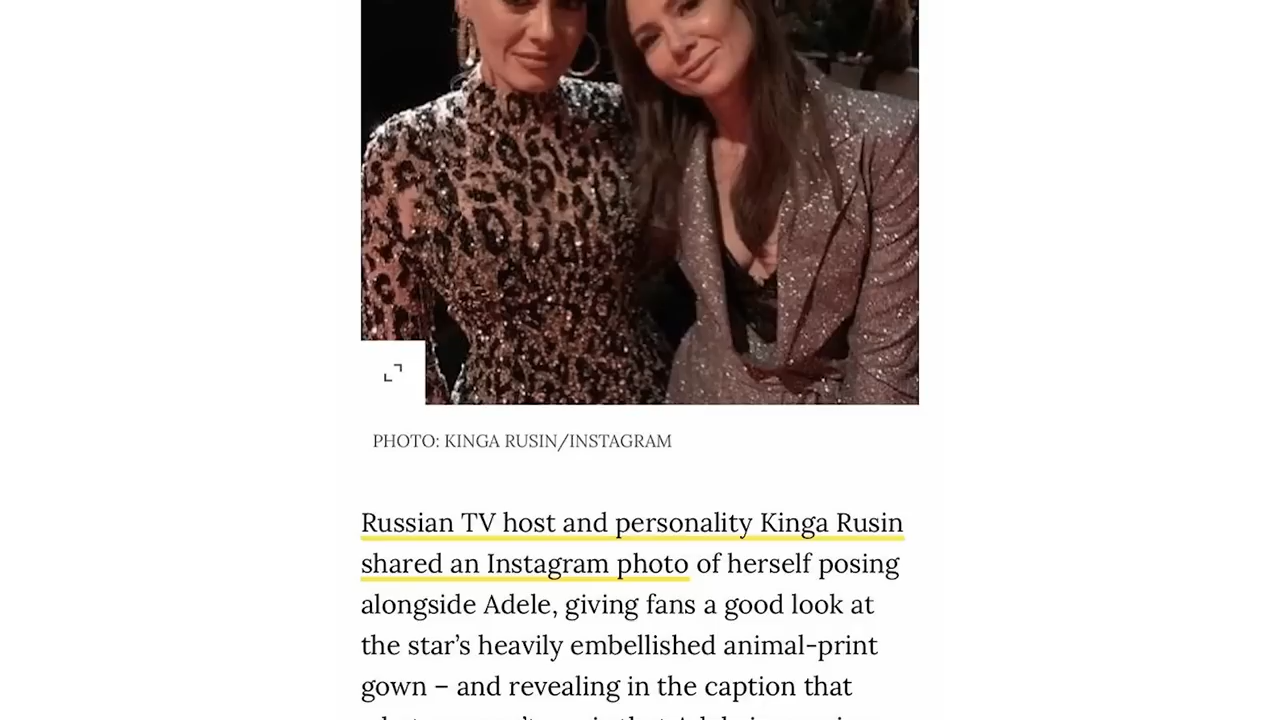 PHOTO: KINGA RUSIN/INSTAGRAM
Russian TV host and personality Kinga Rusin
shared an Instagram photo of herself posing
alongside Adele, giving fans a good look at
the star’s heavily embellished animal-print
gown – and revealing in the caption that